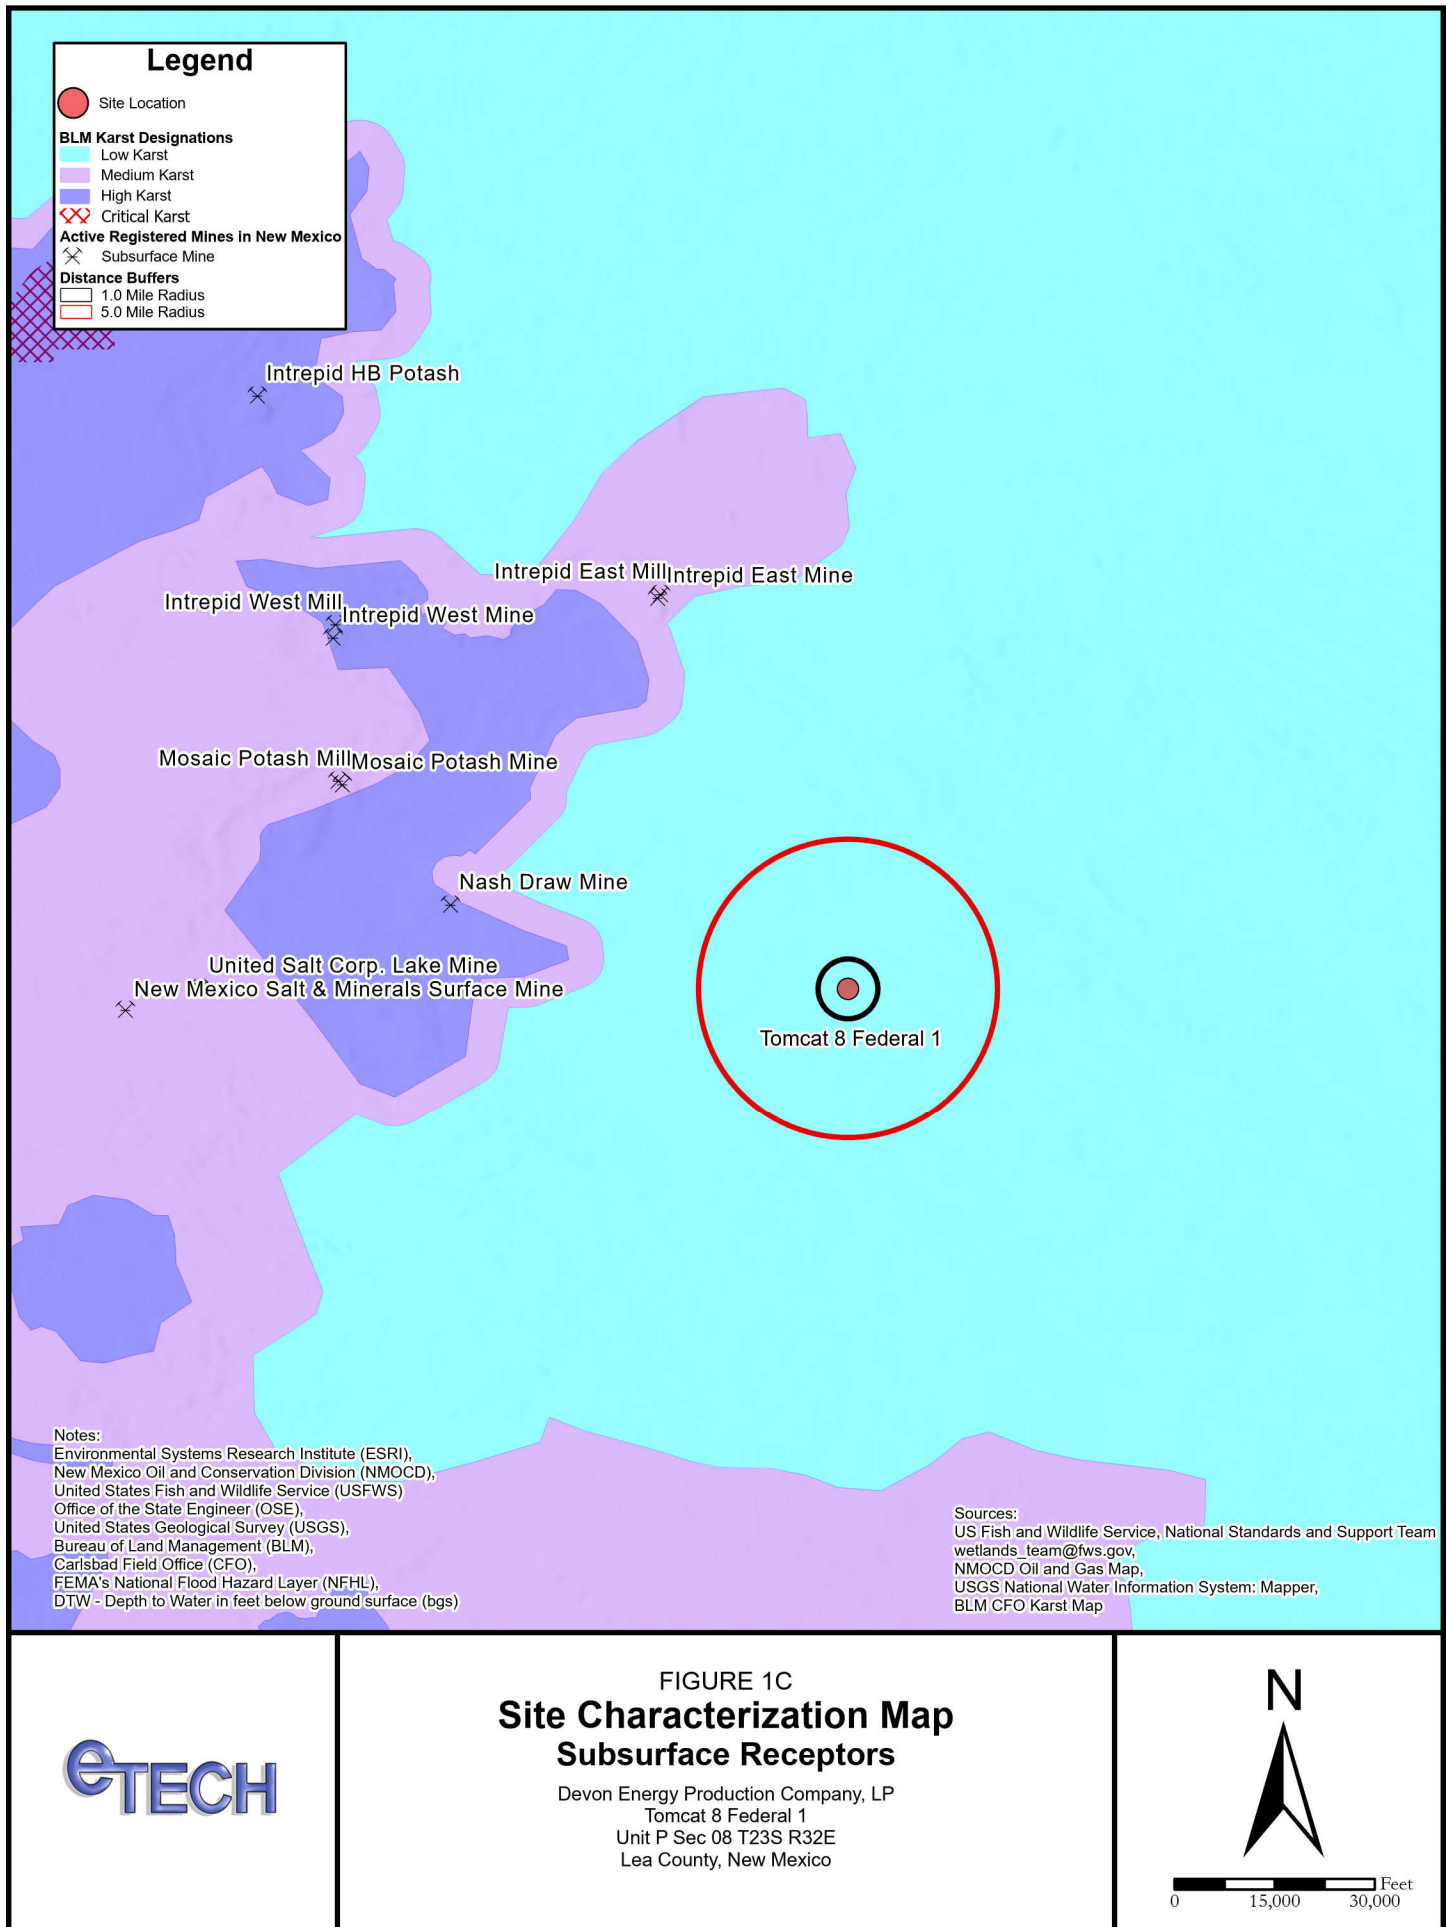 Legend
Site Location
BLM Karst Designations
Low Karst
Medium Karst
High Karst
Critical Karst
Active Registered Mines in New Mexico
Subsurface Mine
Distance Buffers
1.0 Mile Radius
5.0 Mile Radius
Intrepid HB Potash
Intrepid East Mill
Intrepid East Mine
Intrepid West Mill
Intrepid West Mine
Mosaic Potash Mill
Mosaic Potash Mine
Nash Draw Mine
United Salt Corp. Lake Mine
New Mexico Salt & Minerals Surface Mine
Tomcat 8 Federal 1
Notes:
Environmental Systems Research Institute (ESRI),
New Mexico Oil and Conservation Division (NMOCD),
United States Fish and Wildlife Service (USFWS)
Office of the State Engineer (OSE),
United States Geological Survey (USGS),
Bureau of Land Management (BLM),
Carlsbad Field Office (CFO),
FEMA's National Flood Hazard Layer (NFHL),
DTW - Depth to Water in feet below ground surface (bgs)
Sources:
US Fish and Wildlife Service, National Standards and Support Team
wetlands_team@fws.gov,
NMOCD Oil and Gas Map,
USGS National Water Information System: Mapper,
BLM CFO Karst Map
eTECH
FIGURE 1C
Site Characterization Map
Subsurface Receptors
Devon Energy Production Company, LP
Tomcat 8 Federal 1
Unit P Sec 08 T23S R32E
Lea County, New Mexico
N
Feet
0 15,000 30,000